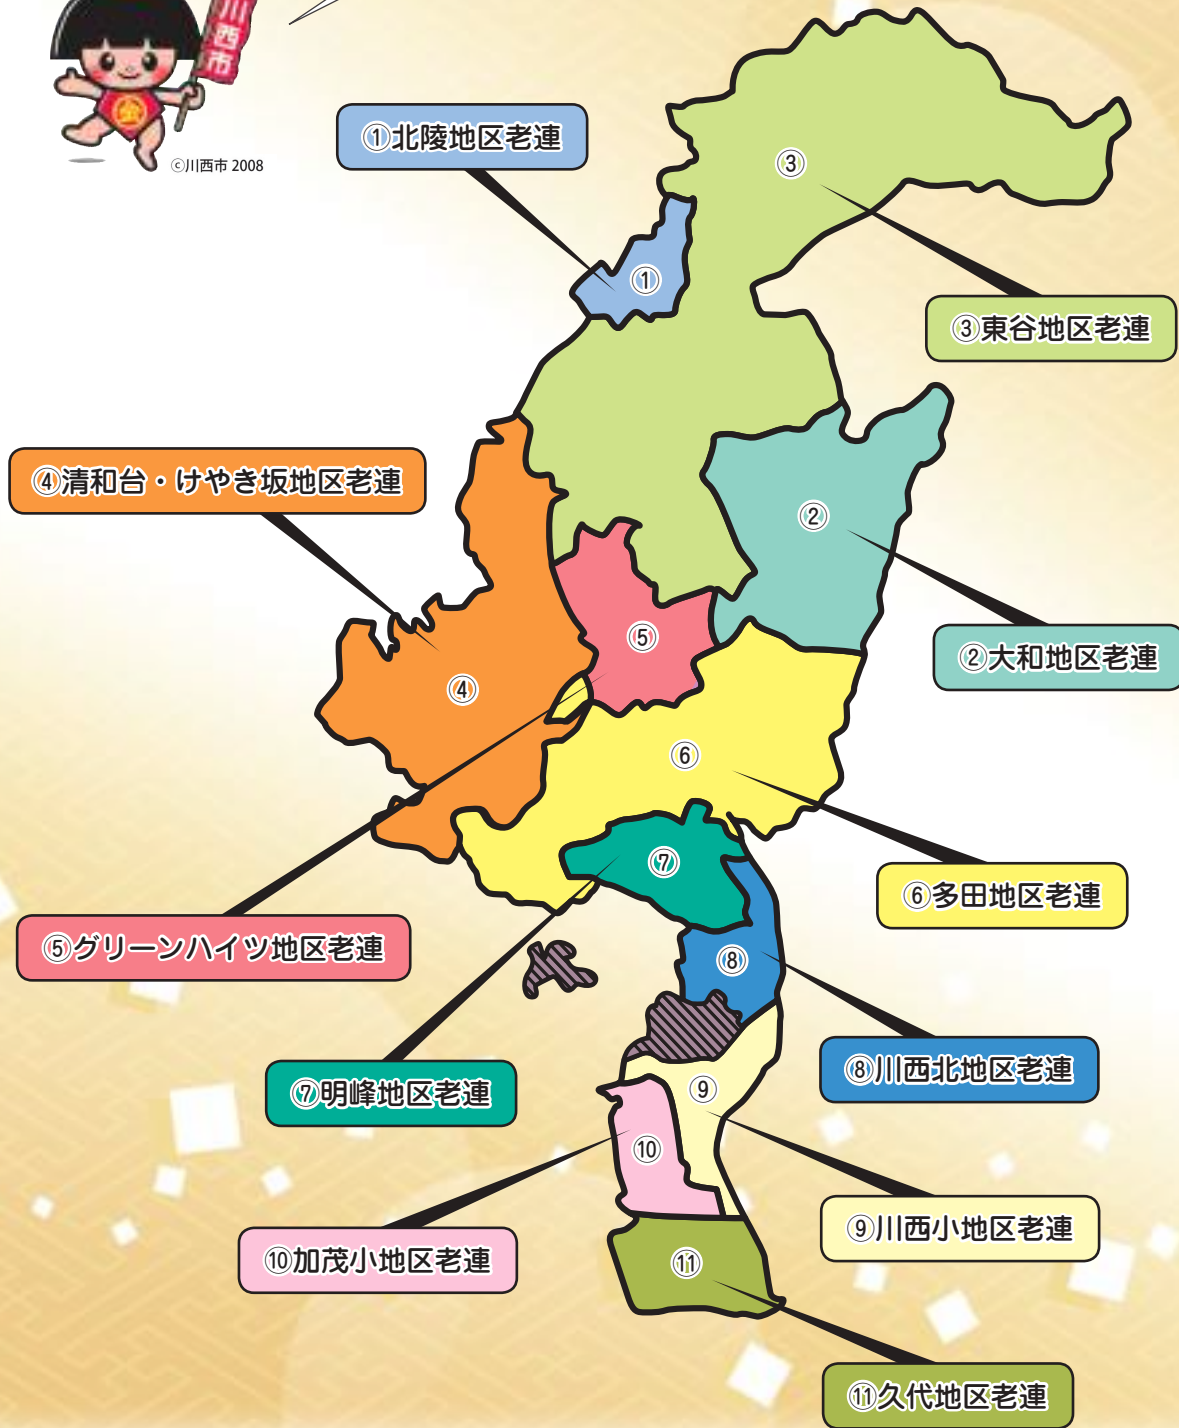 川西市
金
©川西市 2008
①北陵地区老連
③
①
③東谷地区老連
④清和台・けやき坂地区老連
②
⑤
②大和地区老連
④
⑥
⑦
⑥多田地区老連
⑤グリーンハイツ地区老連
⑧
⑧川西北地区老連
⑦明峰地区老連
⑨
⑩
⑨川西小地区老連
⑩加茂小地区老連
⑪
⑪久代地区老連